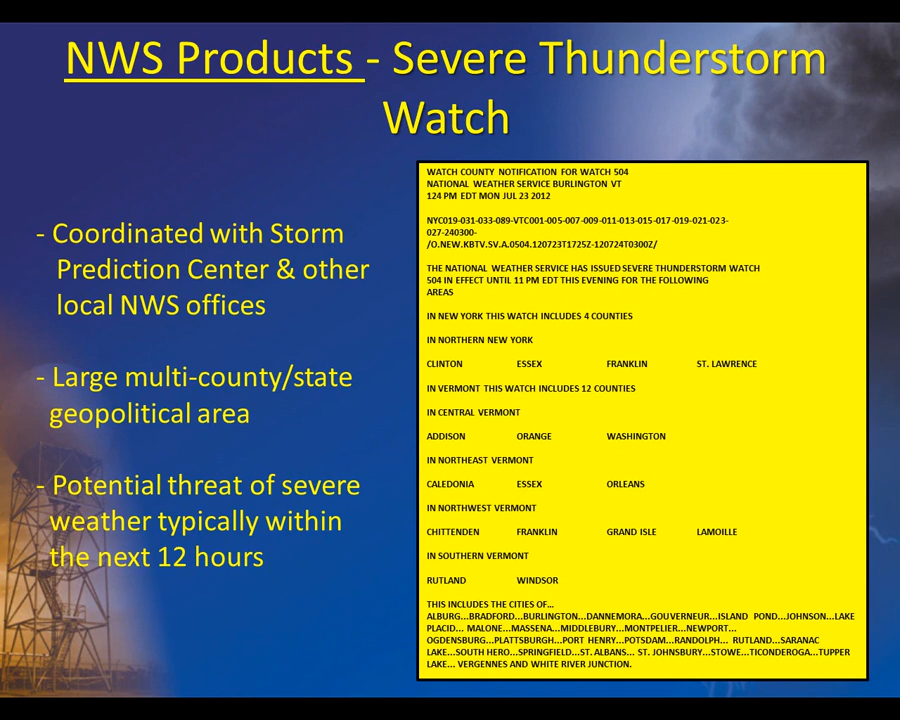 NWS Products - Severe Thunderstorm
Watch
- Coordinated with Storm
Prediction Center & other
local NWS offices
- Large multi-county/state
geopolitical area
- Potential threat of severe
weather typically within
the next 12 hours
WATCH COUNTY NOTIFICATION FOR WATCH 504
NATIONAL WEATHER SERVICE BURLINGTON VT
124 PM EDT MON JUL 23 2012
NYC019-031-033-089-VTC001-005-007-009-011-013-015-017-019-021-023-
027-240300-
/O.NEW.KBTV.SV.A.0504.120723T1725Z-120724T0300Z/
THE NATIONAL WEATHER SERVICE HAS ISSUED SEVERE THUNDERSTORM WATCH
504 IN EFFECT UNTIL 11 PM EDT THIS EVENING FOR THE FOLLOWING
AREAS
IN NEW YORK THIS WATCH INCLUDES 4 COUNTIES
IN NORTHERN NEW YORK
CLINTON ESSEX FRANKLIN ST. LAWRENCE
IN VERMONT THIS WATCH INCLUDES 12 COUNTIES
IN CENTRAL VERMONT
ADDISON ORANGE WASHINGTON
IN NORTHEAST VERMONT
CALEDONIA ESSEX ORLEANS
IN NORTHWEST VERMONT
CHITTENDEN FRANKLIN GRAND ISLE LAMOILLE
IN SOUTHERN VERMONT
RUTLAND WINDSOR
THIS INCLUDES THE CITIES OF...
ALBURG...BRADFORD...BURLINGTON...DANNEMORA...GOUVERNEUR...ISLAND POND...JOHNSON...LAKE
PLACID... MALONE...MASSENA...MIDDLEBURY...MONTPELIER...NEWPORT...
OGDENSBURG...PLATTSBURGH...PORT HENRY...POTSDAM...RANDOLPH... RUTLAND...SARANAC
LAKE...SOUTH HERO...SPRINGFIELD...ST. ALBANS... ST. JOHNSBURY...STOWE...TICONDEROGA...TUPPER
LAKE... VERGENNES AND WHITE RIVER JUNCTION.